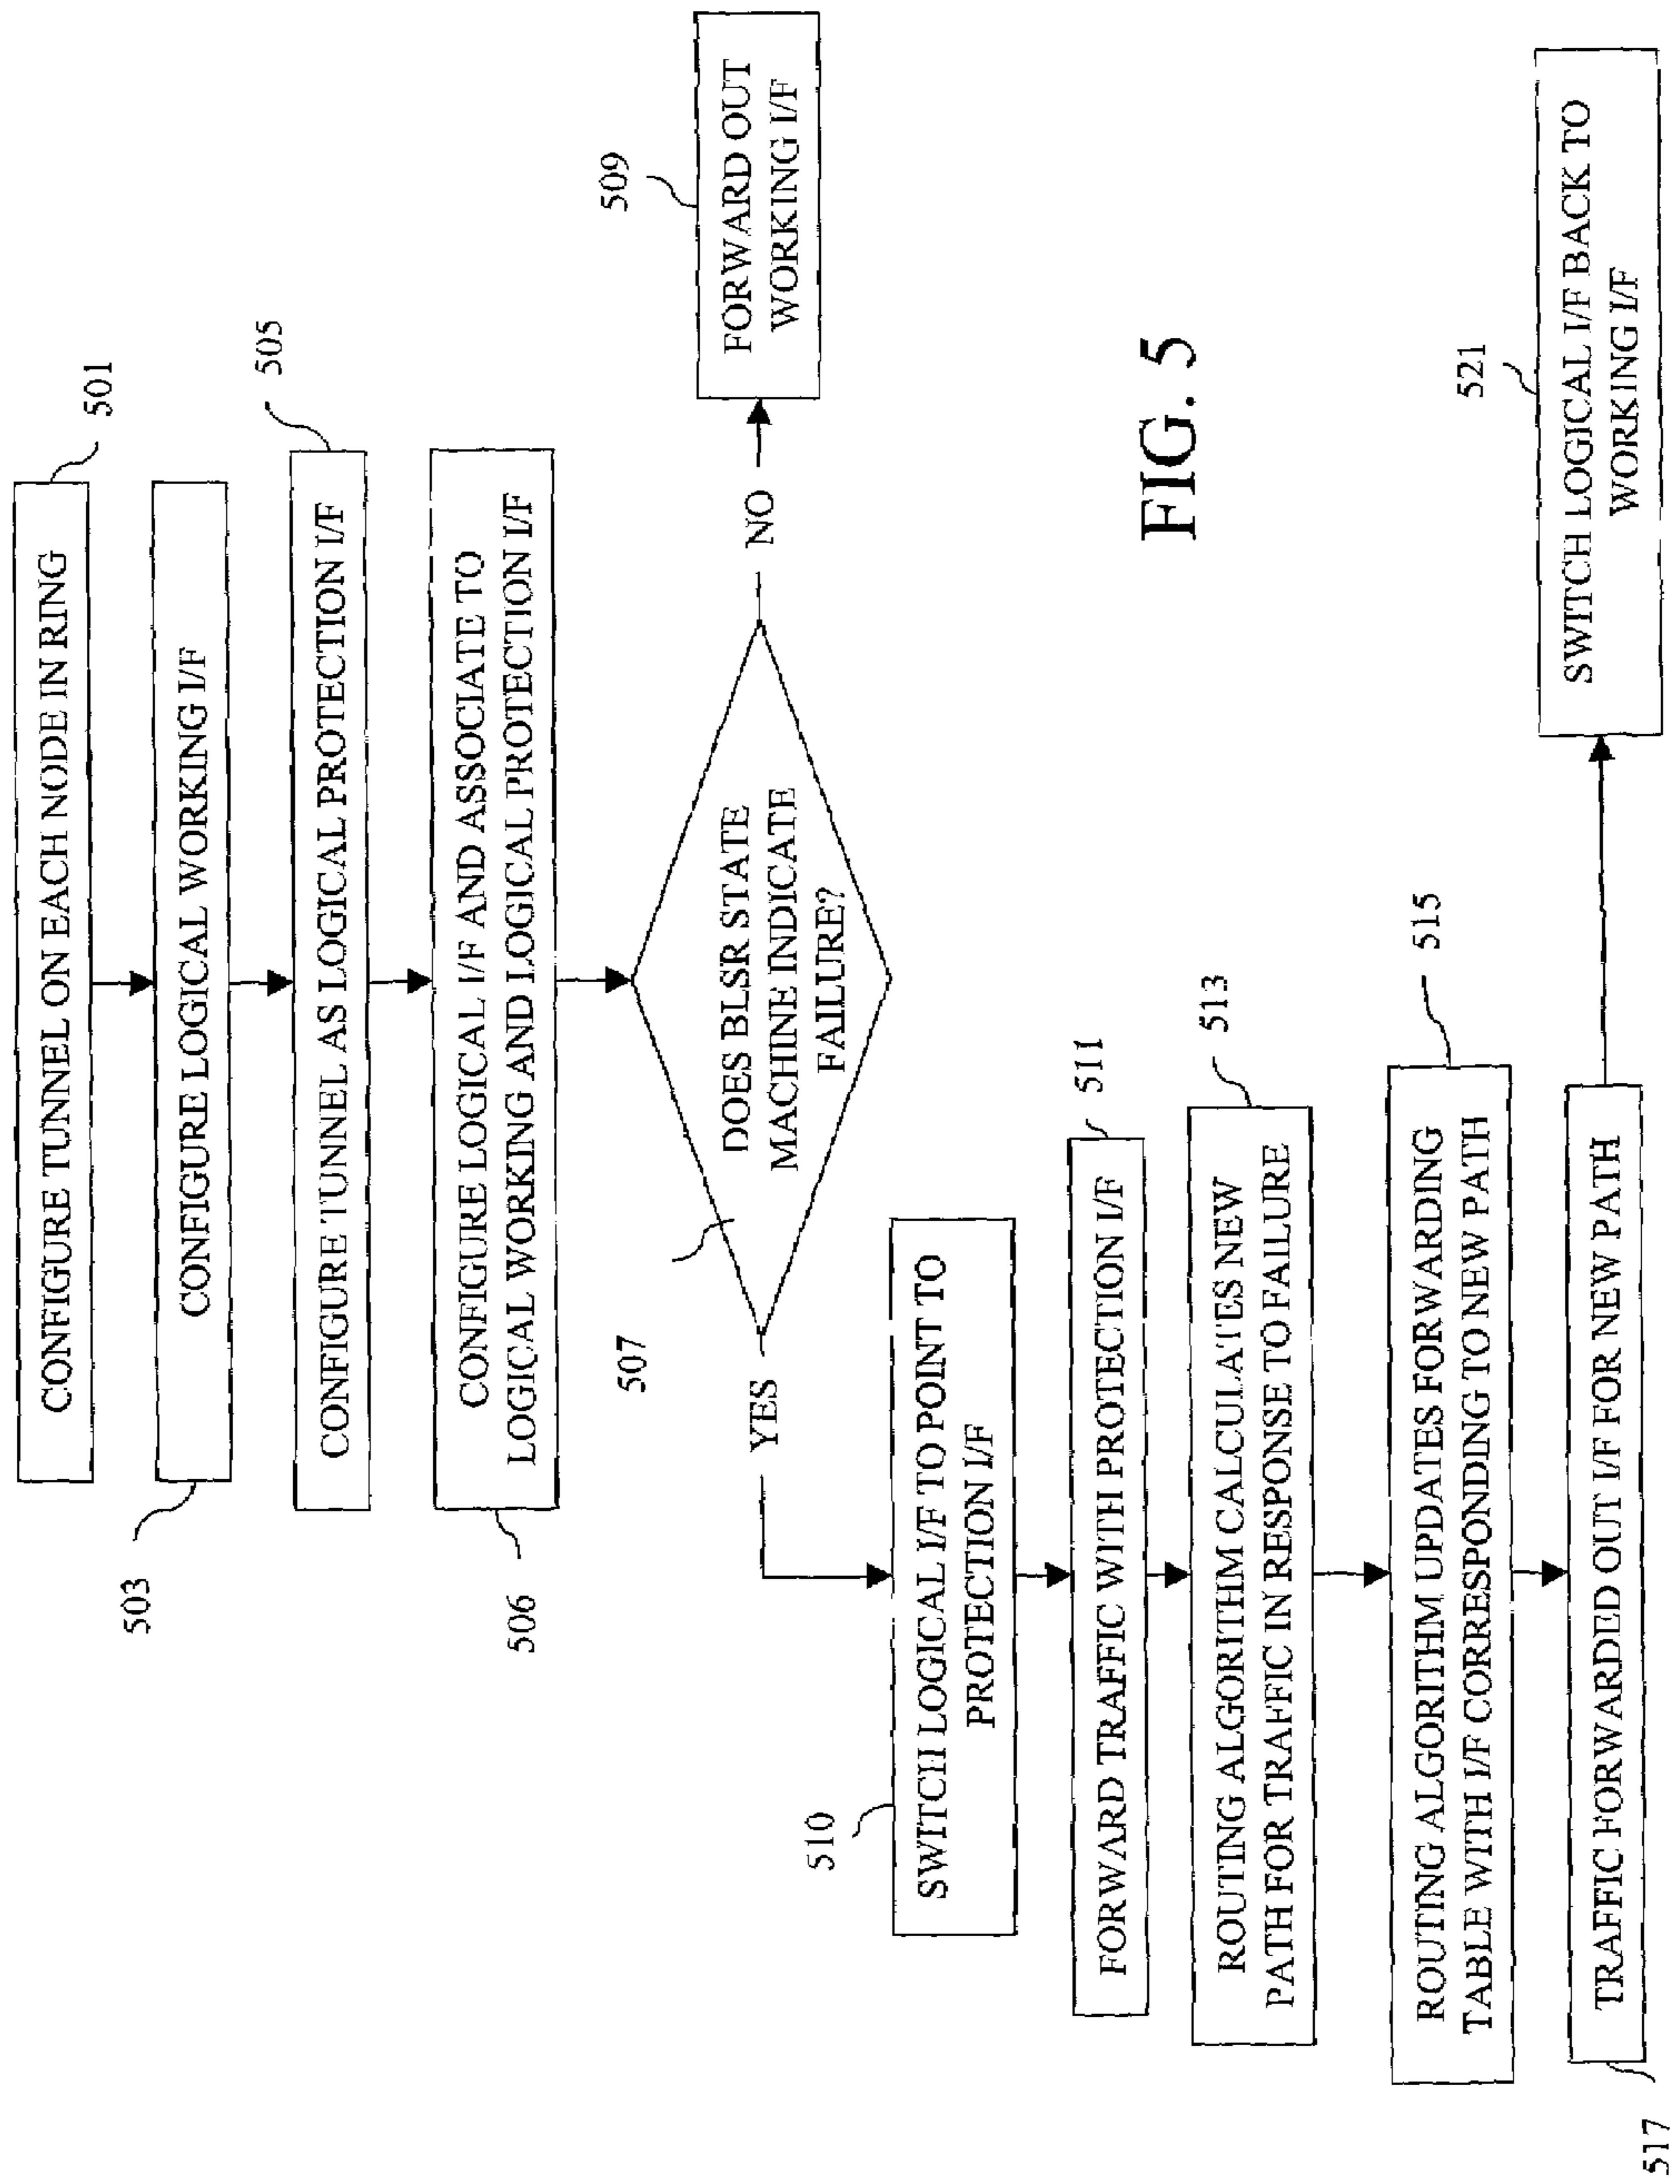 CONFIGURE TUNNEL ON EACH NODE IN RING
501
CONFIGURE LOGICAL WORKING I/F
503
CONFIGURE TUNNEL AS LOGICAL PROTECTION I/F
505
CONFIGURE LOGICAL I/F AND ASSOCIATE TO
LOGICAL WORKING AND LOGICAL PROTECTION I/F
506
DOES BLSR STATE
MACHINE INDICATE
FAILURE?
507
YES
NO
FORWARD OUT
WORKING I/F
509
SWITCH LOGICAL I/F TO POINT TO
PROTECTION I/F
510
FORWARD TRAFFIC WITH PROTECTION I/F
511
ROUTING ALGORITHM CALCULATES NEW
PATH FOR TRAFFIC IN RESPONSE TO FAILURE
513
ROUTING ALGORITHM UPDATES FORWARDING
TABLE WITH I/F CORRESPONDING TO NEW PATH
515
TRAFFIC FORWARDED OUT I/F FOR NEW PATH
517
SWITCH LOGICAL I/F BACK TO
WORKING I/F
521
FIG. 5